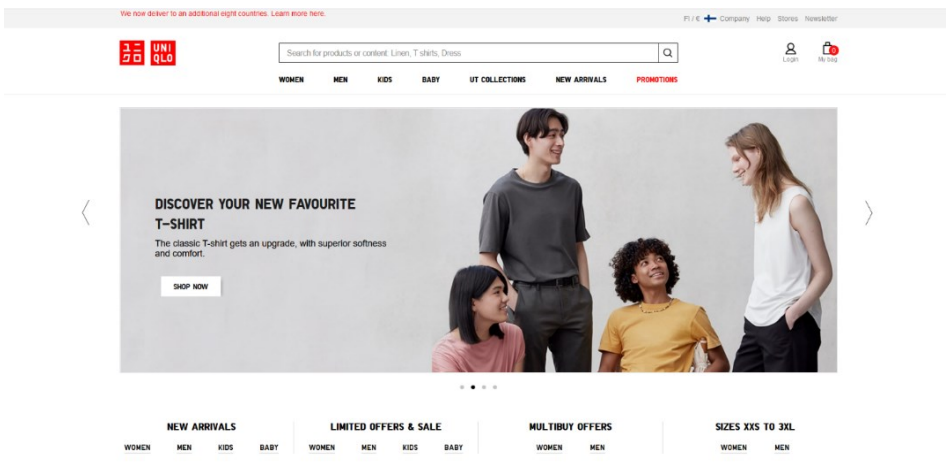 We now deliver to an additional eight countries. Learn more here.
FI / € Company Help Stores Newsletter
ユニ UNI
クロ QLO
Search for products or content: Linen, T shirts, Dress
Login My bag 0
WOMEN MEN KIDS BABY UT COLLECTIONS NEW ARRIVALS PROMOTIONS
DISCOVER YOUR NEW FAVOURITE
T-SHIRT
The classic T-shirt gets an upgrade, with superior softness
and comfort.
SHOP NOW
NEW ARRIVALS LIMITED OFFERS & SALE MULTIBUY OFFERS SIZES XXS TO 3XL
WOMEN MEN KIDS BABY WOMEN MEN KIDS BABY WOMEN MEN WOMEN MEN